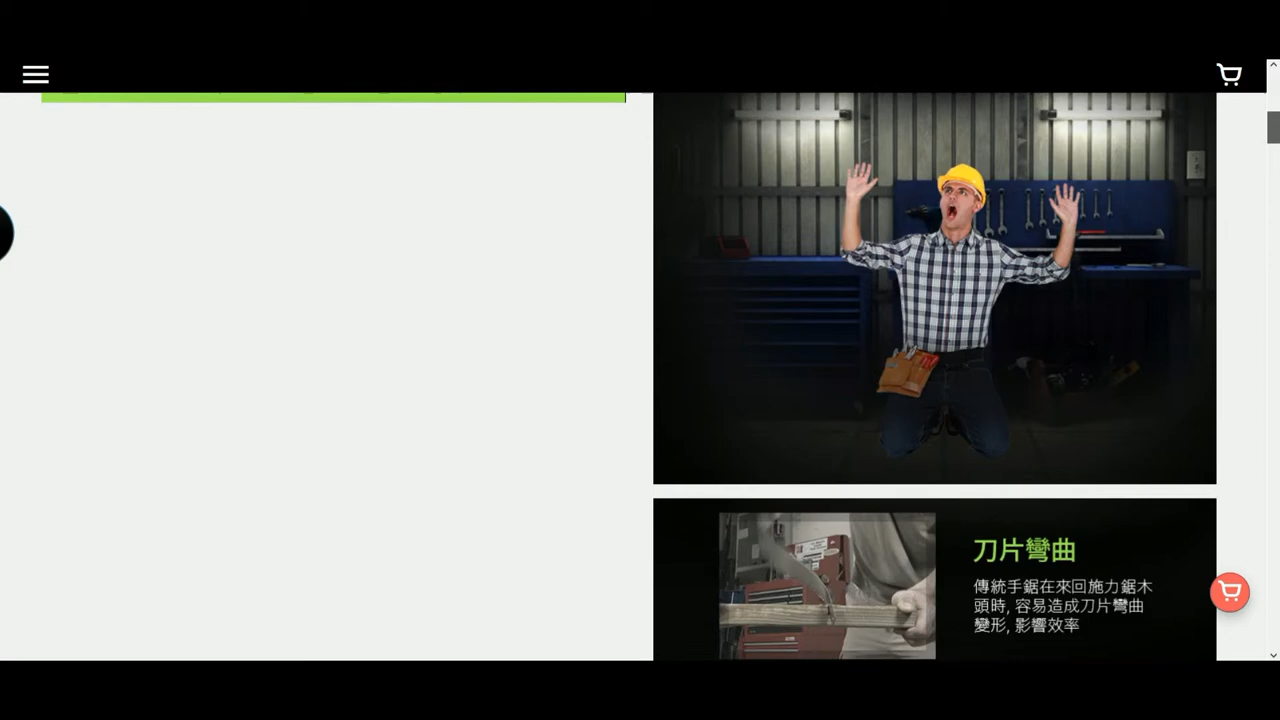 刀片彎曲
傳統手鋸在來回施力鋸木
頭時, 容易造成刀片彎曲
變形, 影響效率